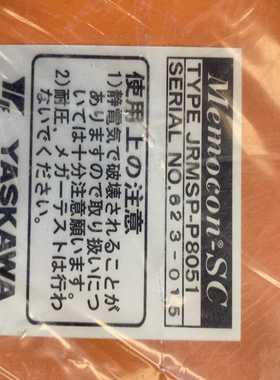 Memocon-SC
TYPE JRMSP-P8051
SERIAL NO.623-015
使用上の注意
1)静電気で破壊されることが
ありますので取り扱いにつ
いては十分注意願います。
2)耐圧、メガーテストは行わ
ないでください。
YASKAWA